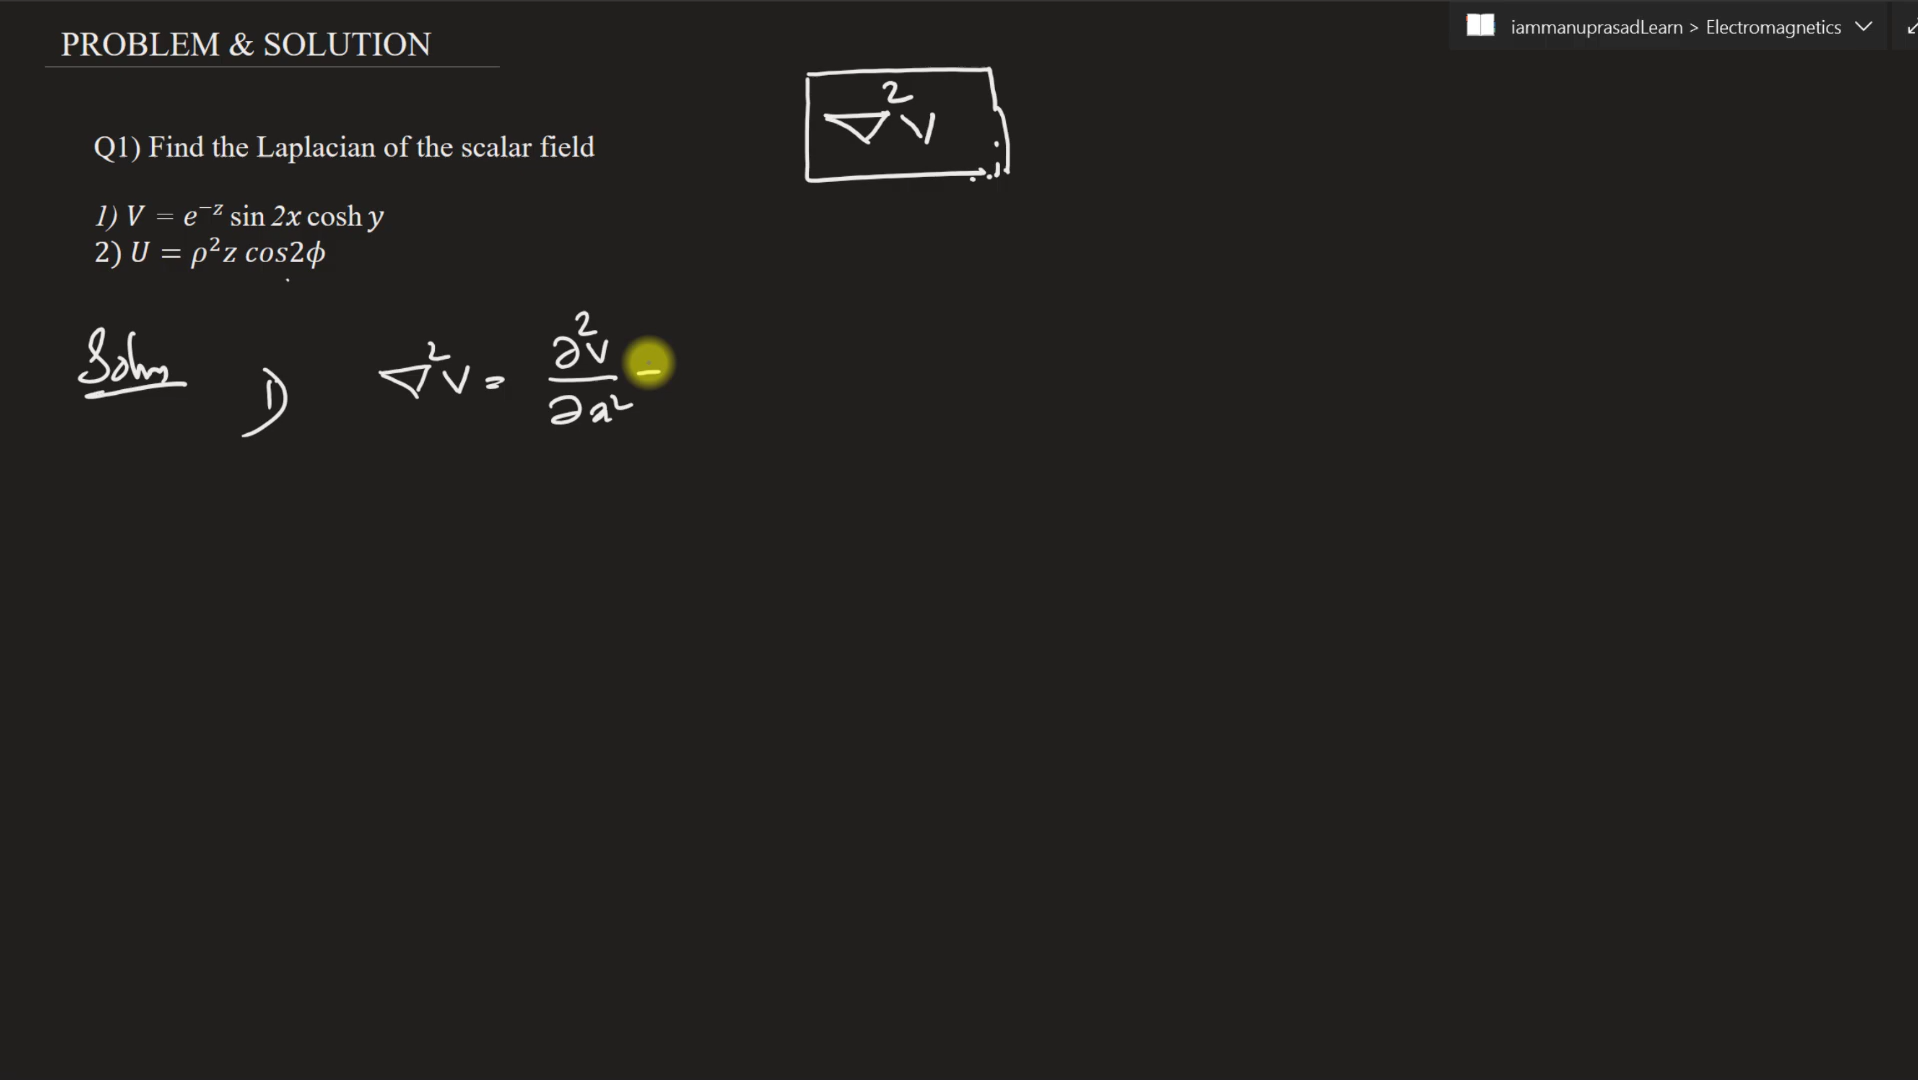 PROBLEM & SOLUTION
iammanuprasadLearn > Electromagnetics
∇²V
Q1) Find the Laplacian of the scalar field
1) V = e⁻ᶻ sin 2x cosh y
2) U = ρ²z cos2ϕ
Soln 1) ∇²V = ∂²V/∂x² –